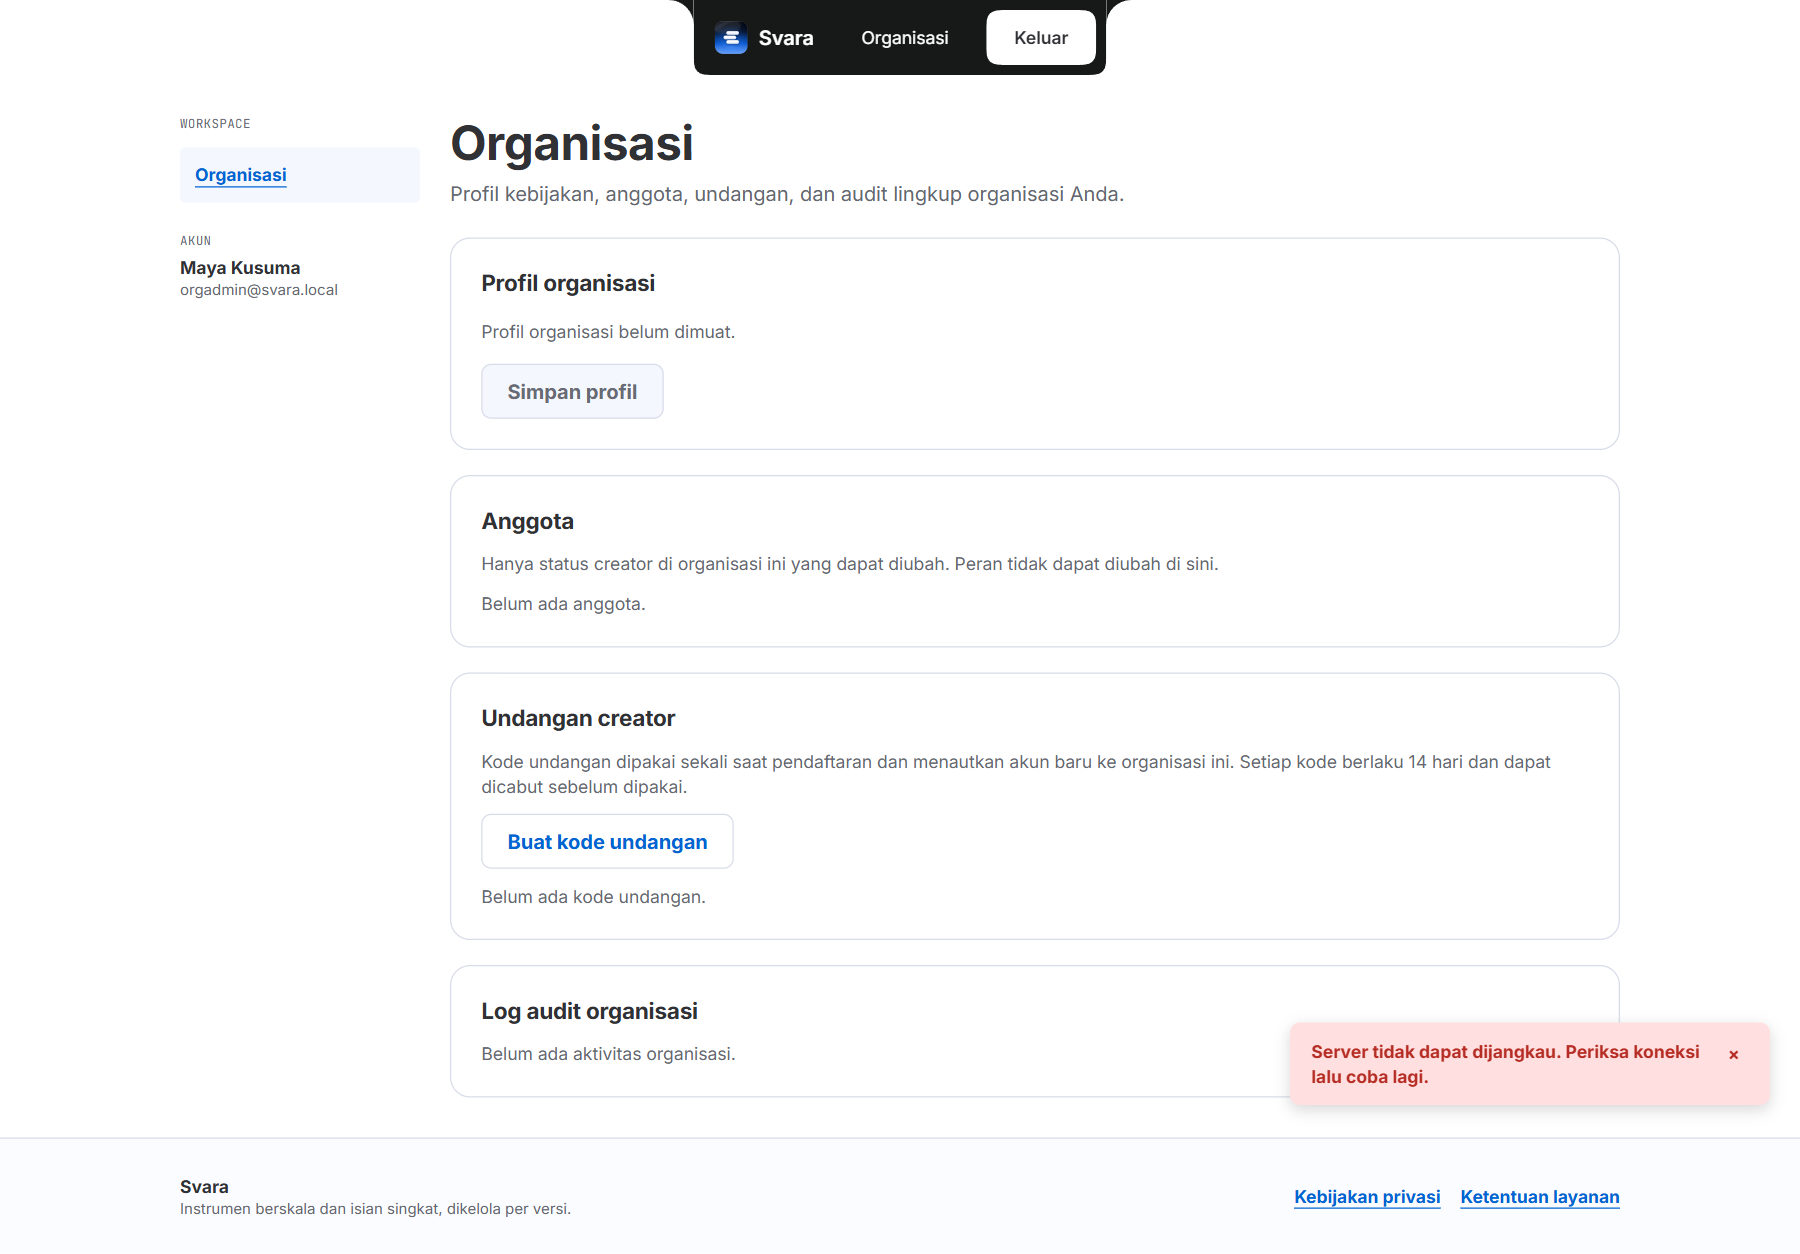 Svara
Organisasi
Keluar
WORKSPACE
Organisasi
AKUN
Maya Kusuma
orgadmin@svara.local
Organisasi
Profil kebijakan, anggota, undangan, dan audit lingkup organisasi Anda.
Profil organisasi
Profil organisasi belum dimuat.
Simpan profil
Anggota
Hanya status creator di organisasi ini yang dapat diubah. Peran tidak dapat diubah di sini.
Belum ada anggota.
Undangan creator
Kode undangan dipakai sekali saat pendaftaran dan menautkan akun baru ke organisasi ini. Setiap kode berlaku 14 hari dan dapat
dicabut sebelum dipakai.
Buat kode undangan
Belum ada kode undangan.
Log audit organisasi
Belum ada aktivitas organisasi.
Server tidak dapat dijangkau. Periksa koneksi
lalu coba lagi.
×
Svara
Instrumen berskala dan isian singkat, dikelola per versi.
Kebijakan privasi
Ketentuan layanan